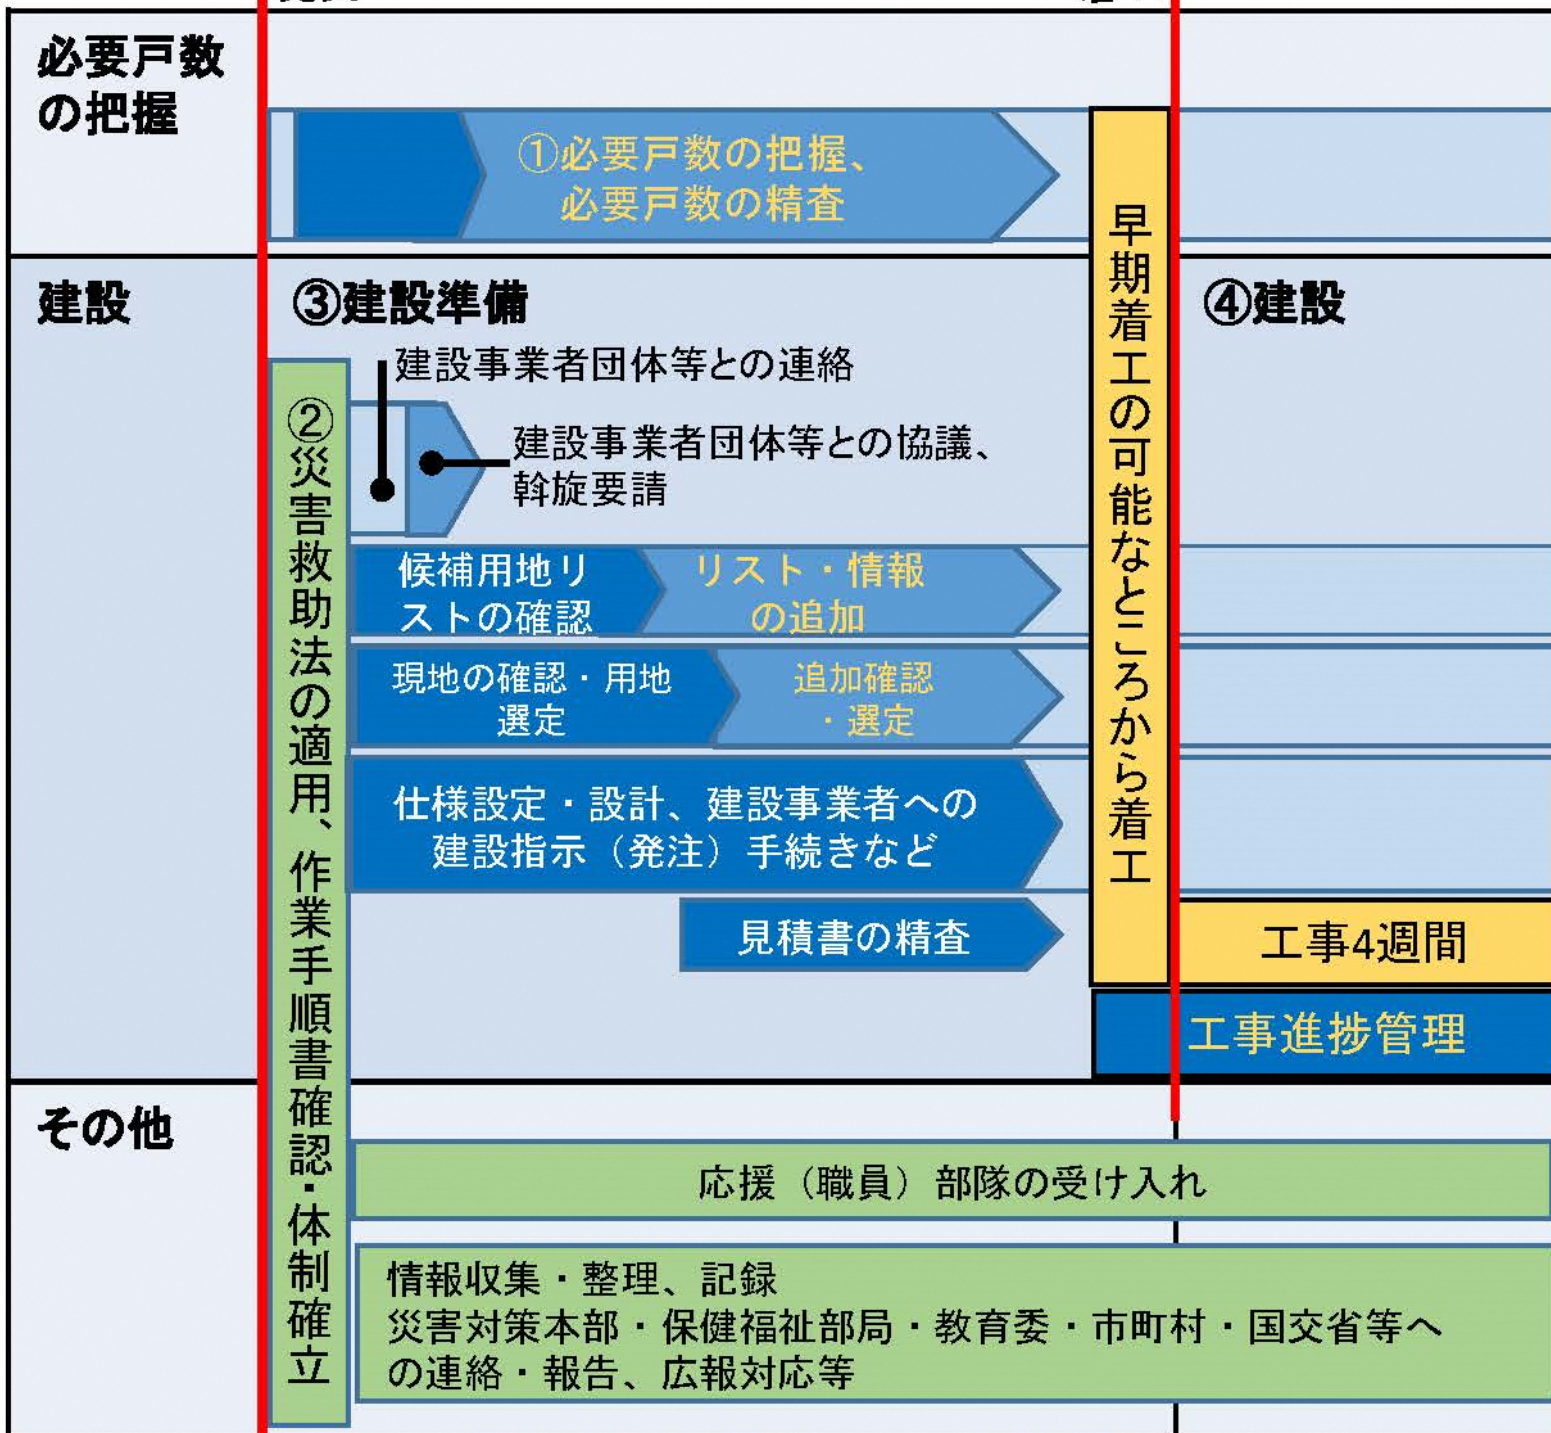 必要戸数
の把握
①必要戸数の把握、
必要戸数の精査
早期着工の可能なところから着工
建設
③建設準備
④建設
建設事業者団体等との連絡
建設事業者団体等との協議、
斡旋要請
②災害救助法の適用、作業手順書確認・体制確立
候補用地リ
ストの確認
リスト・情報
の追加
現地の確認・用地
選定
追加確認
・選定
仕様設定・設計、建設事業者への
建設指示（発注）手続きなど
見積書の精査
工事4週間
工事進捗管理
その他
応援（職員）部隊の受け入れ
情報収集・整理、記録
災害対策本部・保健福祉部局・教育委・市町村・国交省等へ
の連絡・報告、広報対応等